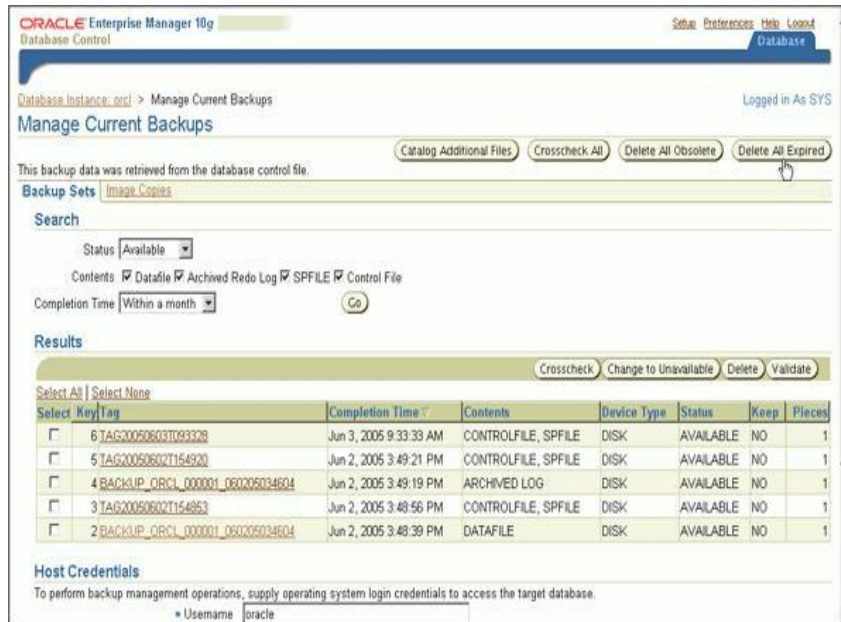 ORACLE Enterprise Manager 10g
Database Control
Setup Preferences Help Logout
Database
Database Instance: orcl > Manage Current Backups
Logged in As SYS
Manage Current Backups
Catalog Additional Files Crosscheck All Delete All Obsolete Delete All Expired
This backup data was retrieved from the database control file.
Backup Sets Image Copies
Search
Status Available
Contents Datafile Archived Redo Log SPFILE Control File
Completion Time Within a month Go
Results
Crosscheck Change to Unavailable Delete Validate
Select All | Select None
Select Key Tag Completion Time Contents Device Type Status Keep Pieces
6 TAG20050603T093328 Jun 3, 2005 9:33:33 AM CONTROLFILE, SPFILE DISK AVAILABLE NO 1
5 TAG20050602T154920 Jun 2, 2005 3:49:21 PM CONTROLFILE, SPFILE DISK AVAILABLE NO 1
4 BACKUP_ORCL_000001_060205034604 Jun 2, 2005 3:49:19 PM ARCHIVED LOG DISK AVAILABLE NO 1
3 TAG20050602T154853 Jun 2, 2005 3:48:56 PM CONTROLFILE, SPFILE DISK AVAILABLE NO 1
2 BACKUP_ORCL_000001_060205034604 Jun 2, 2005 3:48:39 PM DATAFILE DISK AVAILABLE NO 1
Host Credentials
To perform backup management operations, supply operating system login credentials to access the target database.
* Username oracle